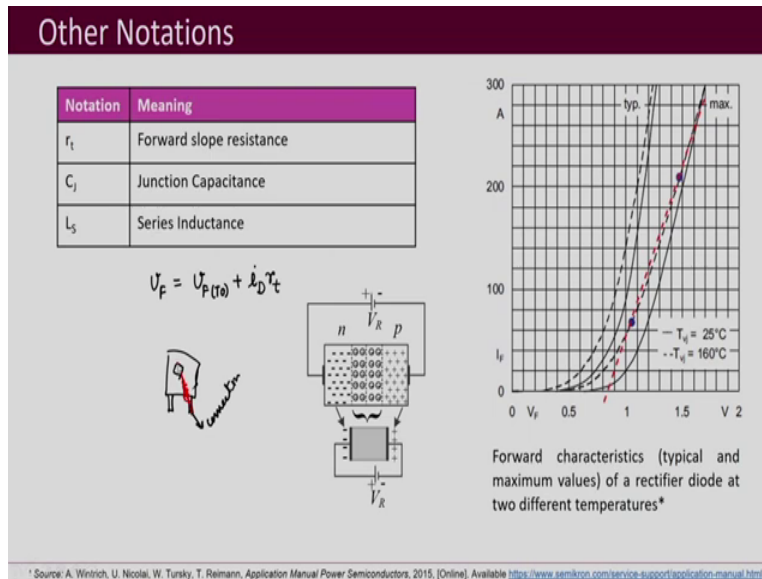 Other Notations
Notation Meaning
r_t Forward slope resistance
C_J Junction Capacitance
L_S Series Inductance
v_F = v_F(T0) + i_D r_t
connection
+ -
V_R
n p
+ -
V_R
300
A
200
100
I_F
0
typ.
max.
— T_vj = 25°C
--T_vj = 160°C
0 V_F 0.5 1 1.5 V 2
Forward characteristics (typical and
maximum values) of a rectifier diode at
two different temperatures*
* Source: A. Wintrich, U. Nicolai, W. Tursky, T. Reimann, Application Manual Power Semiconductors, 2015, [Online]. Available https://www.semikron.com/service-support/application-manual.html